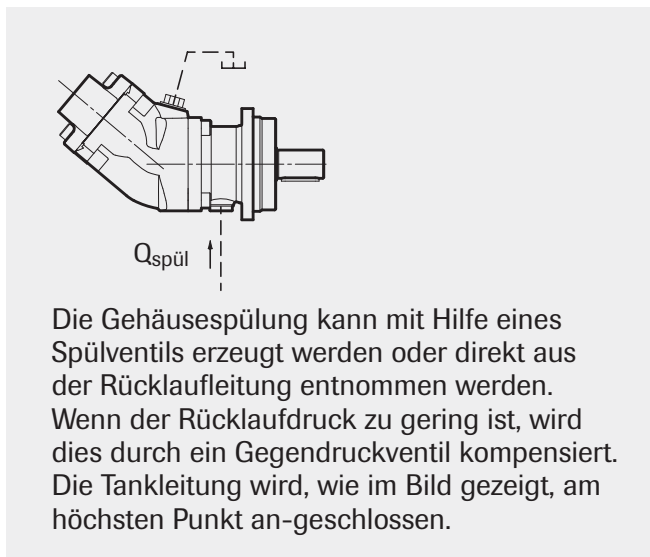 Qspül
Die Gehäusespülung kann mit Hilfe eines
Spülventils erzeugt werden oder direkt aus
der Rücklaufleitung entnommen werden.
Wenn der Rücklaufdruck zu gering ist, wird
dies durch ein Gegendruckventil kompensiert.
Die Tankleitung wird, wie im Bild gezeigt, am
höchsten Punkt an-geschlossen.